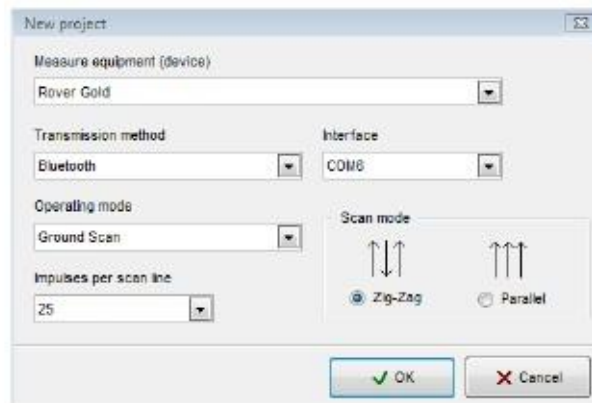 New project
Measure equipment (device)
Rover Gold
Transmission method
Interface
Bluetooth
COM6
Operating mode
Ground Scan
Scan mode
Zig-Zag
Parallel
Impulses per scan line
25
OK
Cancel